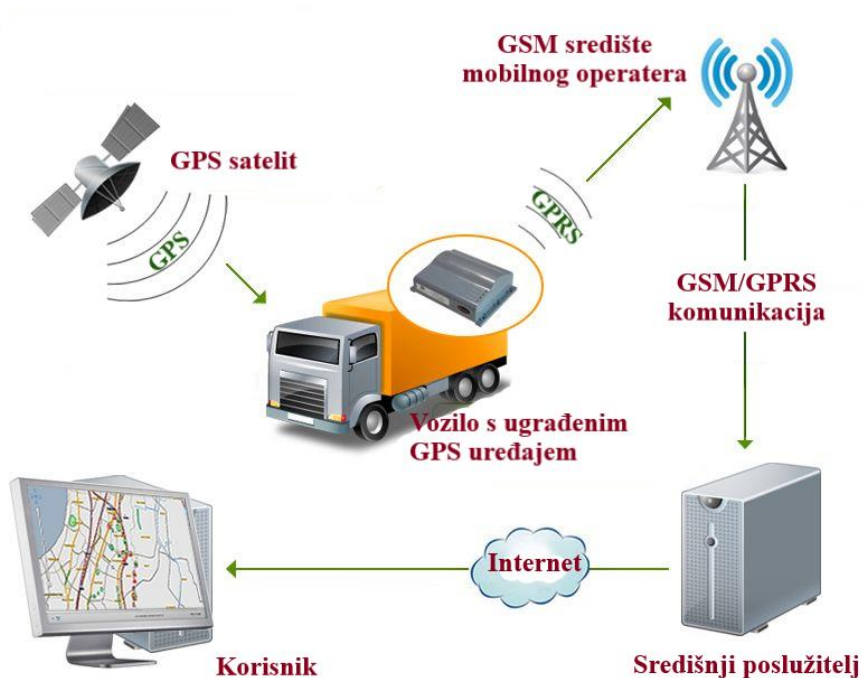 GSM središte
mobilnog operatera
GPS satelit
GPS
GPRS
GSM/GPRS
komunikacija
Vozilo s ugrađenim
GPS uređajem
Internet
Korisnik
Središnji poslužitelj